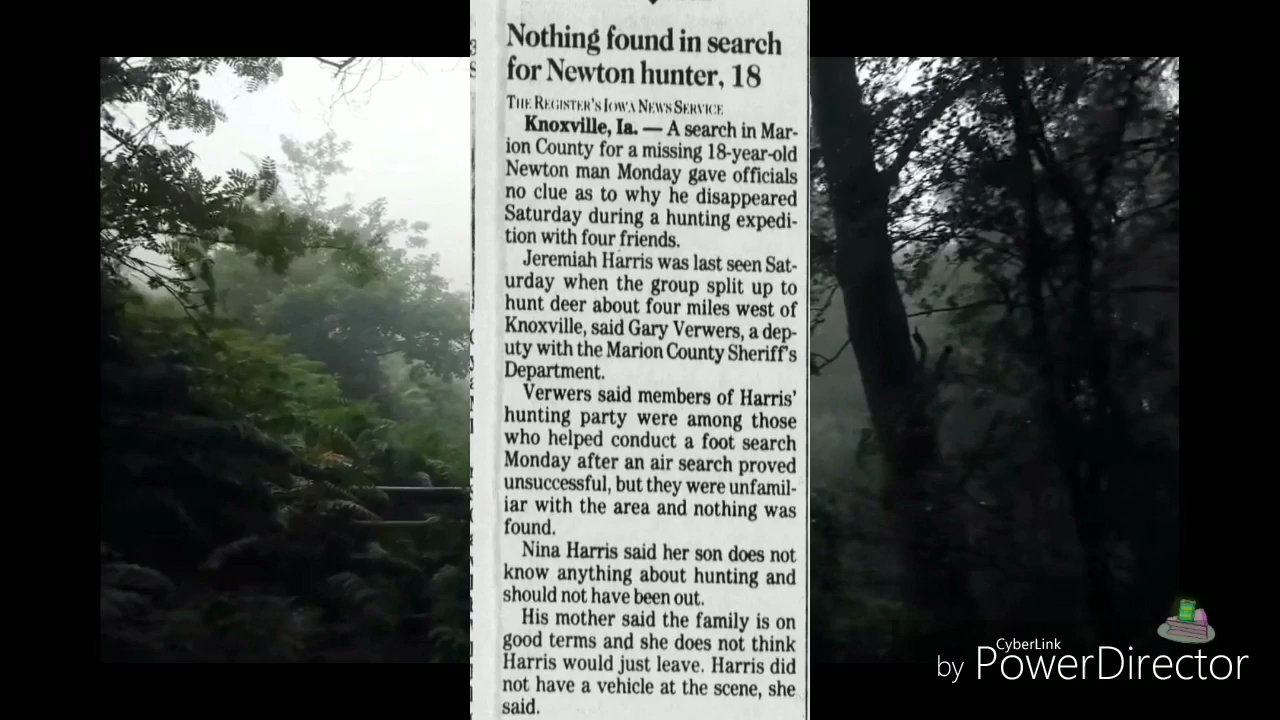 Nothing found in search
for Newton hunter, 18
THE REGISTER'S IOWA NEWS SERVICE
Knoxville, Ia. — A search in Mar-
ion County for a missing 18-year-old
Newton man Monday gave officials
no clue as to why he disappeared
Saturday during a hunting expedi-
tion with four friends.
Jeremiah Harris was last seen Sat-
urday when the group split up to
hunt deer about four miles west of
Knoxville, said Gary Verwers, a dep-
uty with the Marion County Sheriff's
Department.
Verwers said members of Harris'
hunting party were among those
who helped conduct a foot search
Monday after an air search proved
unsuccessful, but they were unfamil-
iar with the area and nothing was
found.
Nina Harris said her son does not
know anything about hunting and
should not have been out.
His mother said the family is on
good terms and she does not think
Harris would just leave. Harris did
not have a vehicle at the scene, she
said.
by CyberLink PowerDirector